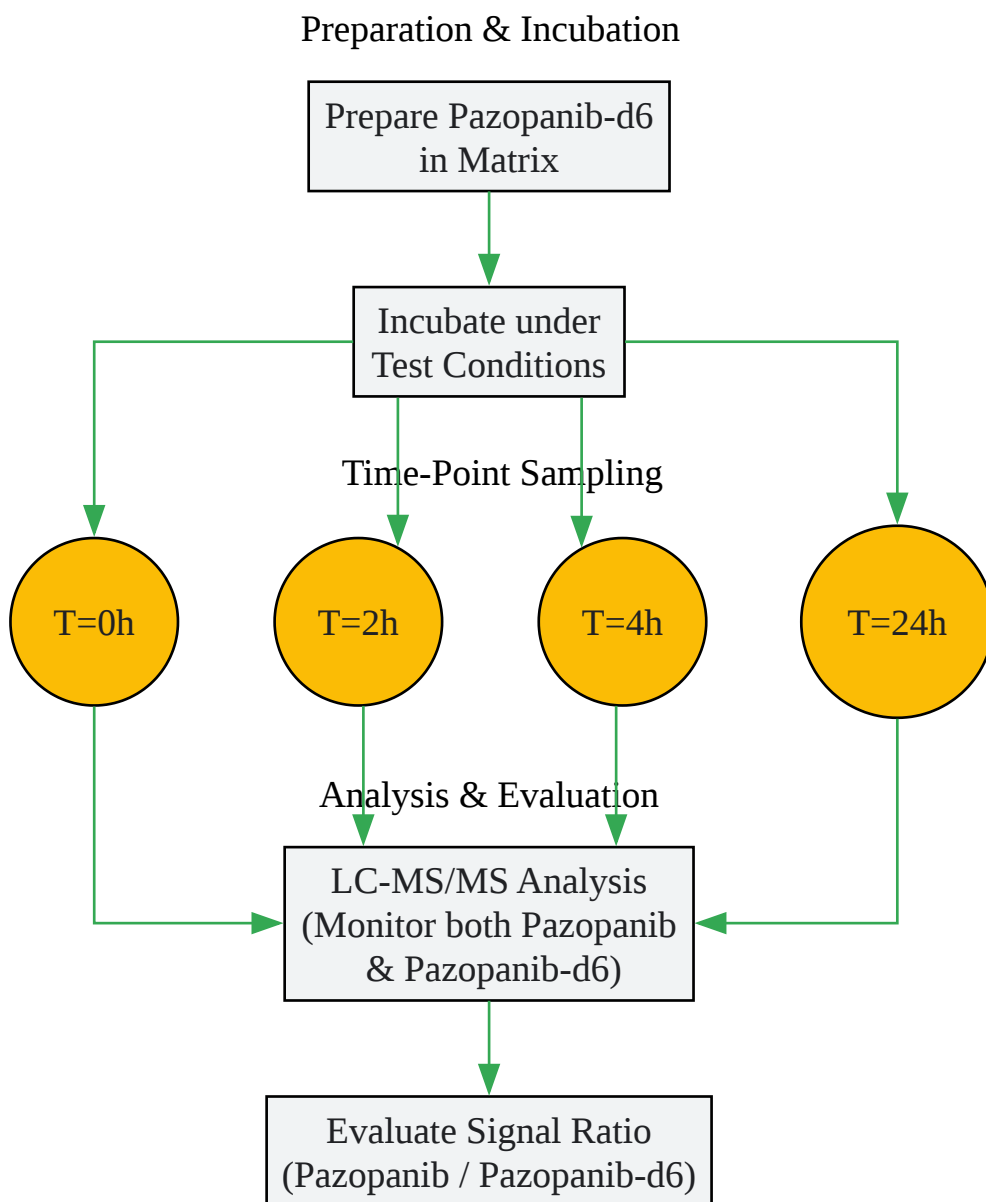 Preparation & Incubation
Prepare Pazopanib-d6
in Matrix
Incubate under
Test Conditions
Time-Point Sampling
T=0h
T=2h
T=4h
T=24h
Analysis & Evaluation
LC-MS/MS Analysis
(Monitor both Pazopanib
& Pazopanib-d6)
Evaluate Signal Ratio
(Pazopanib / Pazopanib-d6)